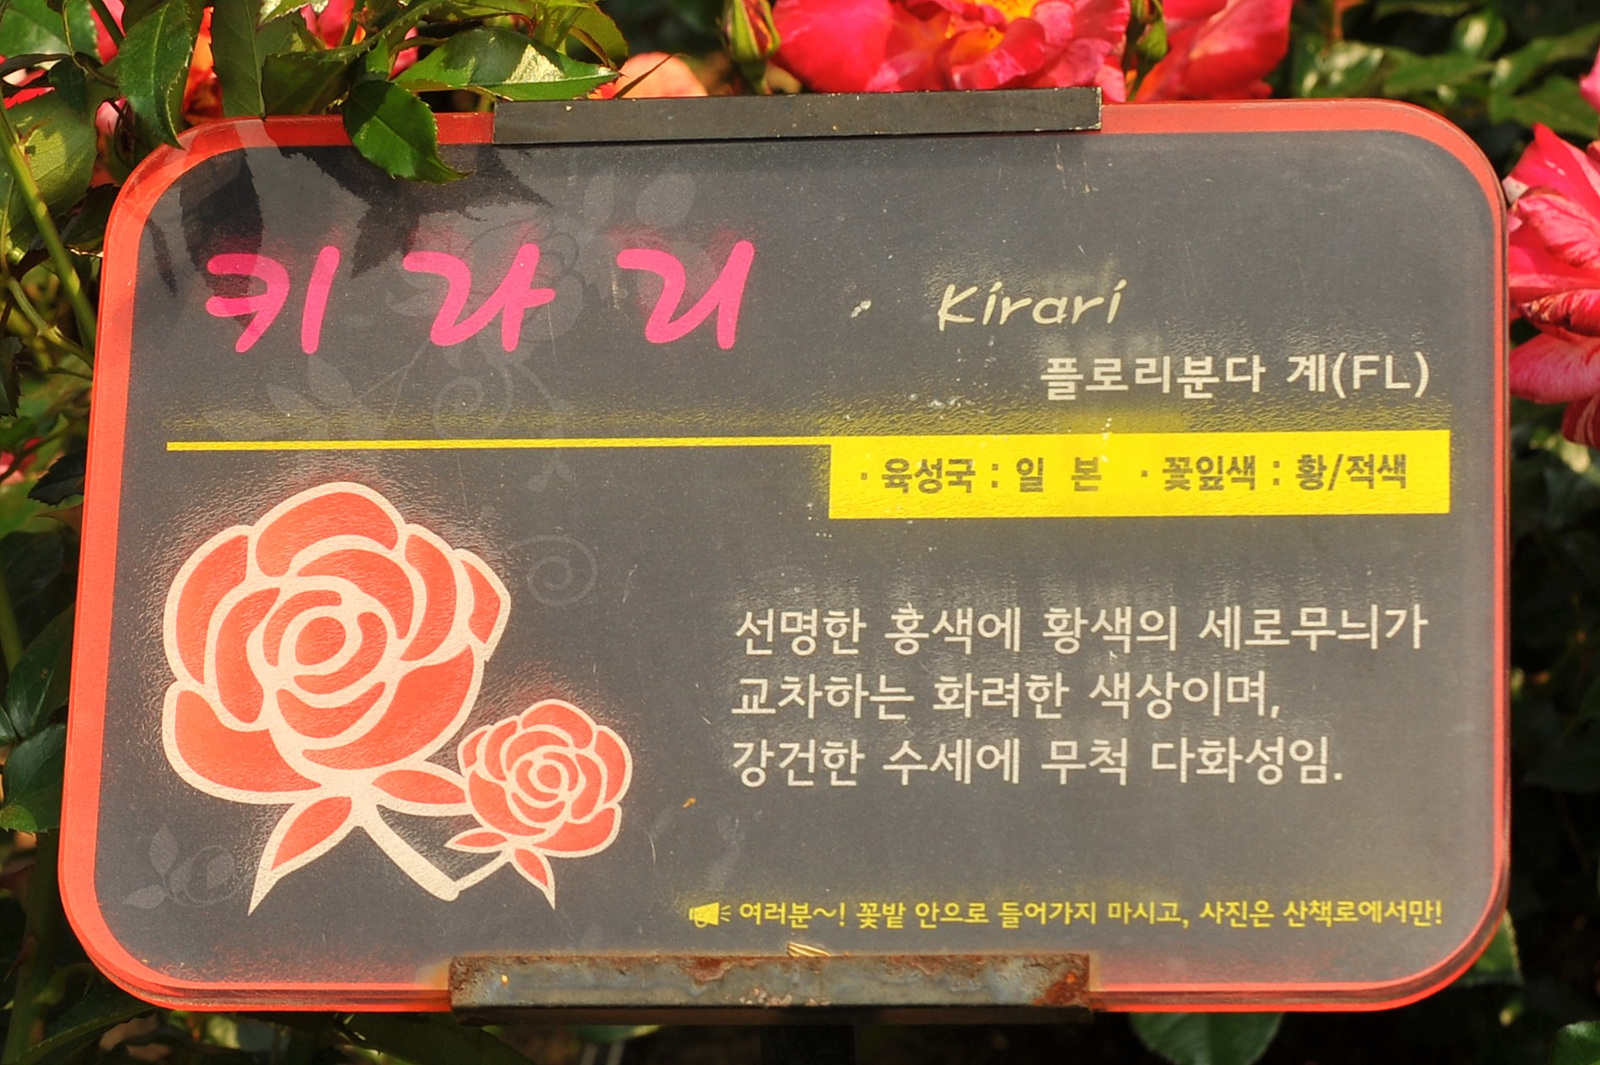 키라리 Kirari
플로리분다 계(FL)
· 육성국 : 일 본 · 꽃잎색 : 황/적색
선명한 홍색에 황색의 세로무늬가
교차하는 화려한 색상이며,
강건한 수세에 무척 다화성임.
여러분~! 꽃밭 안으로 들어가지 마시고, 사진은 산책로에서만!